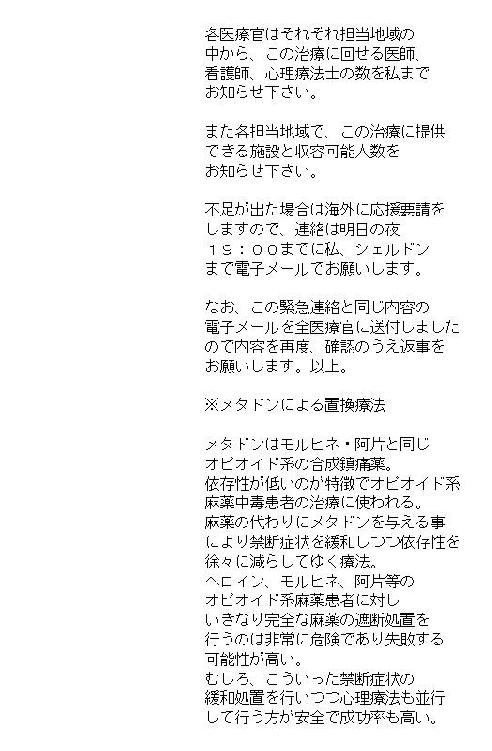 各医療官はそれぞれ担当地域の
中から、この治療に回せる医師、
看護師、心理療法士の数を私まで
お知らせ下さい。
また各担当地域で、この治療に提供
できる施設と収容可能人数を
お知らせ下さい。
不足が出た場合は海外に応援要請を
しますので、連絡は明日の夜
１９：００までに私、シェルドン
まで電子メールでお願いします。
なお、この緊急連絡と同じ内容の
電子メールを全医療官に送付しました
ので内容を再度、確認のうえ返事を
お願いします。以上。
※メタドンによる置換療法
メタドンはモルヒネ・阿片と同じ
オピオイド系の合成鎮痛薬。
依存性が低いのが特徴でオピオイド系
麻薬中毒患者の治療に使われる。
麻薬の代わりにメタドンを与える事
により禁断症状を緩和しつつ依存性を
徐々に減らしてゆく療法。
ヘロイン、モルヒネ、阿片等の
オピオイド系麻薬患者に対し
いきなり完全な麻薬の遮断処置を
行うのは非常に危険であり失敗する
可能性が高い。
むしろ、こういった禁断症状の
緩和処置を行いつつ心理療法も並行
して行う方が安全で成功率も高い。